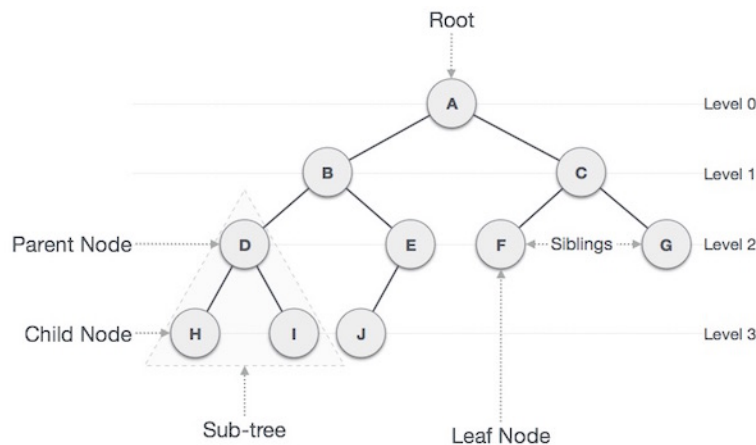 Root
A
Level 0
B
C
Level 1
Parent Node
D
E
F
Siblings
G
Level 2
Child Node
H
I
J
Level 3
Sub-tree
Leaf Node